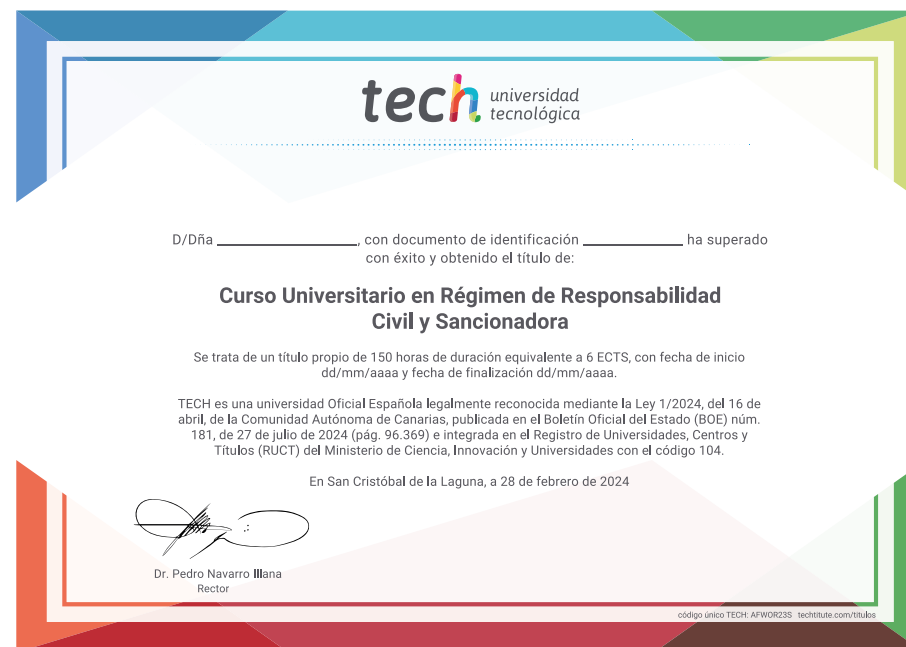 tech universidad
tecnológica
D/Dña ________________, con documento de identificación ____________ ha superado
con éxito y obtenido el título de:
Curso Universitario en Régimen de Responsabilidad
Civil y Sancionadora
Se trata de un título propio de 150 horas de duración equivalente a 6 ECTS, con fecha de inicio
dd/mm/aaaa y fecha de finalización dd/mm/aaaa.
TECH es una universidad Oficial Española legalmente reconocida mediante la Ley 1/2024, del 16 de
abril, de la Comunidad Autónoma de Canarias, publicada en el Boletín Oficial del Estado (BOE) núm.
181, de 27 de julio de 2024 (pág. 96.369) e integrada en el Registro de Universidades, Centros y
Títulos (RUCT) del Ministerio de Ciencia, Innovación y Universidades con el código 104.
En San Cristóbal de la Laguna, a 28 de febrero de 2024
Dr. Pedro Navarro Illana
Rector
código único TECH: AFWOR23S techtitute.com/titulos